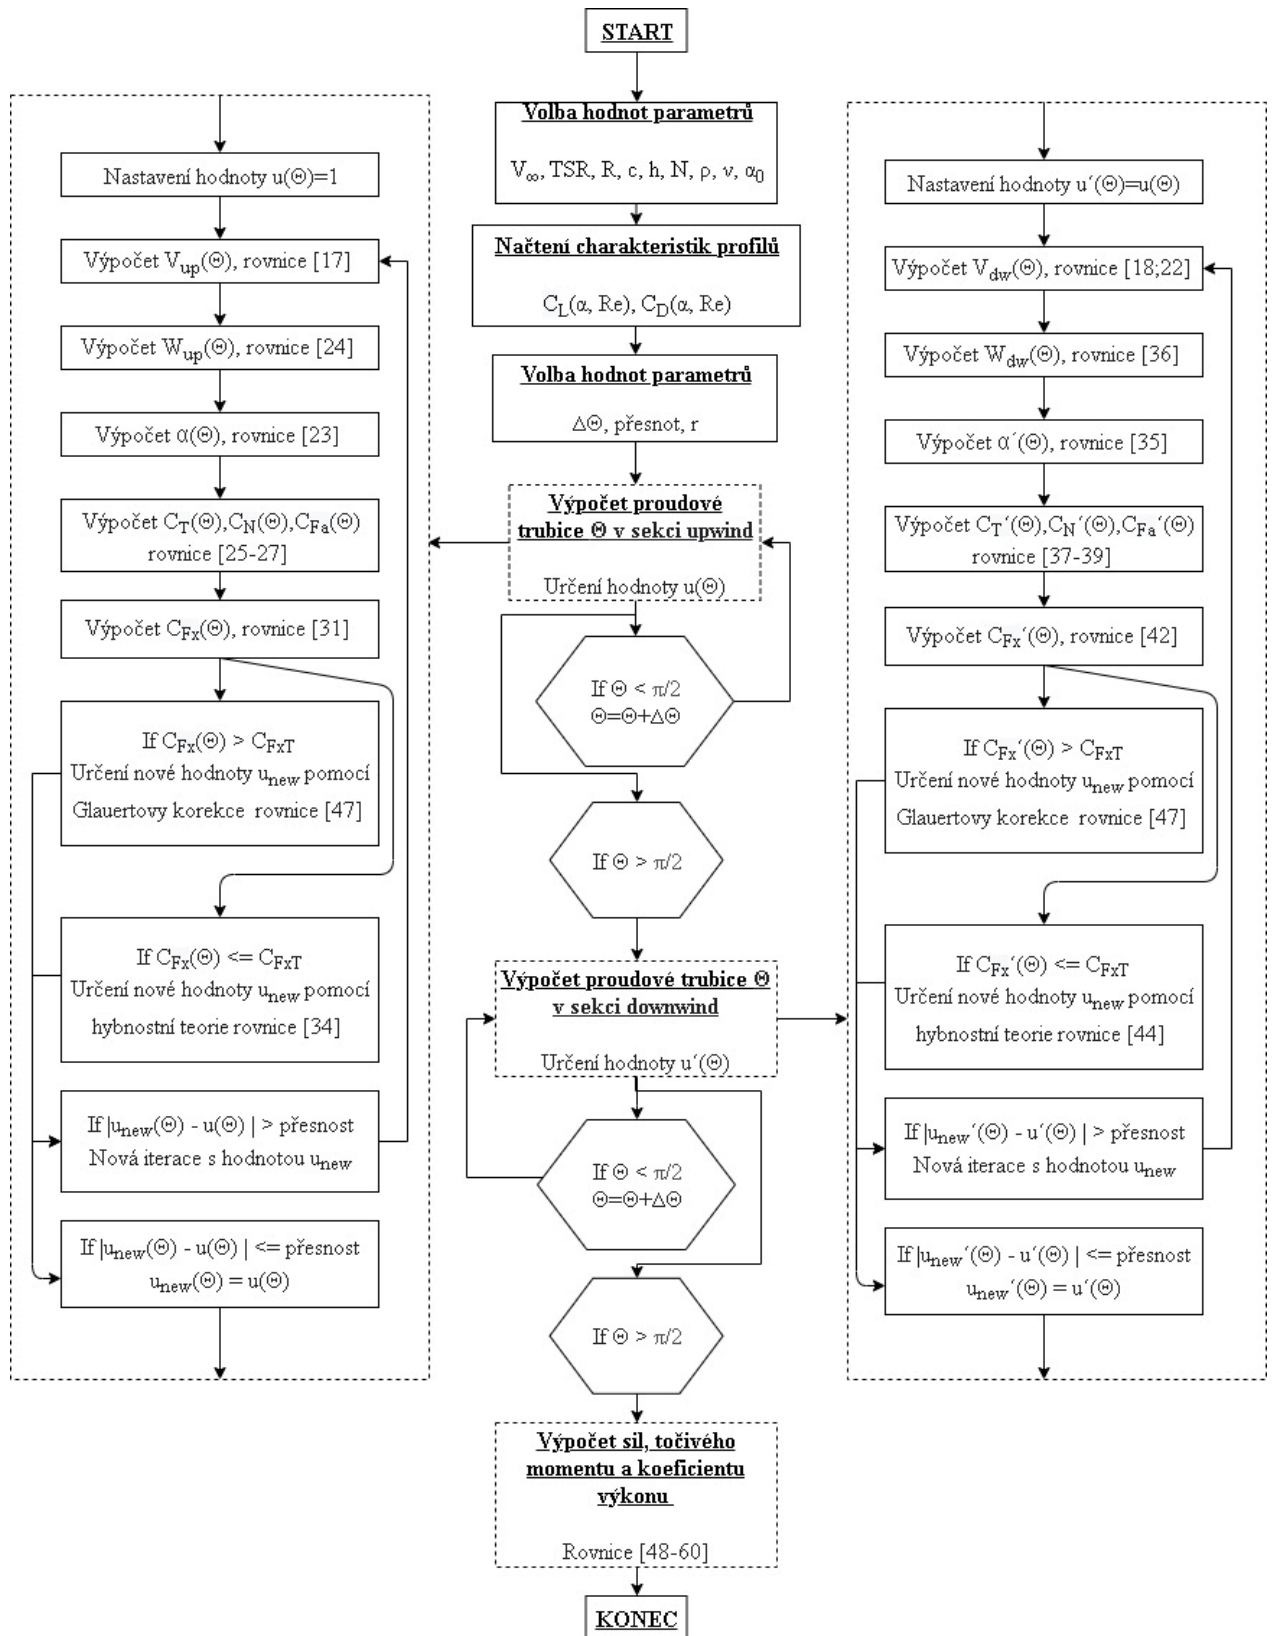 START
Volba hodnot parametrů
V∞, TSR, R, c, h, N, ρ, ν, α0
Načtení charakteristik profilů
CL(α, Re), CD(α, Re)
Volba hodnot parametrů
ΔΘ, přesnot, r
Výpočet proudové
trubice Θ v sekci upwind
Určení hodnoty u(Θ)
If Θ < π/2
Θ=Θ+ΔΘ
If Θ > π/2
Výpočet proudové trubice Θ
v sekci downwind
Určení hodnoty u´(Θ)
If Θ < π/2
Θ=Θ+ΔΘ
If Θ > π/2
Výpočet sil, točivého
momentu a koeficientu
výkonu
Rovnice [48-60]
KONEC
Nastavení hodnoty u(Θ)=1
Výpočet Vup(Θ), rovnice [17]
Výpočet Wup(Θ), rovnice [24]
Výpočet α(Θ), rovnice [23]
Výpočet CT(Θ),CN(Θ),CFa(Θ)
rovnice [25-27]
Výpočet CFx(Θ), rovnice [31]
If CFx(Θ) > CFxT
Určení nové hodnoty unew pomocí
Glauertovy korekce rovnice [47]
If CFx(Θ) <= CFxT
Určení nové hodnoty unew pomocí
hybnostní teorie rovnice [34]
If |unew(Θ) - u(Θ) | > přesnost
Nová iterace s hodnotou unew
If |unew(Θ) - u(Θ) | <= přesnost
unew(Θ) = u(Θ)
Nastavení hodnoty u´(Θ)=u(Θ)
Výpočet Vdw(Θ), rovnice [18;22]
Výpočet Wdw(Θ), rovnice [36]
Výpočet α´(Θ), rovnice [35]
Výpočet CT´(Θ),CN´(Θ),CFa´(Θ)
rovnice [37-39]
Výpočet CFx´(Θ), rovnice [42]
If CFx´(Θ) > CFxT
Určení nové hodnoty unew pomocí
Glauertovy korekce rovnice [47]
If CFx´(Θ) <= CFxT
Určení nové hodnoty unew pomocí
hybnostní teorie rovnice [44]
If |unew´(Θ) - u´(Θ) | > přesnost
Nová iterace s hodnotou unew
If |unew´(Θ) - u´(Θ) | <= přesnost
unew´(Θ) = u´(Θ)